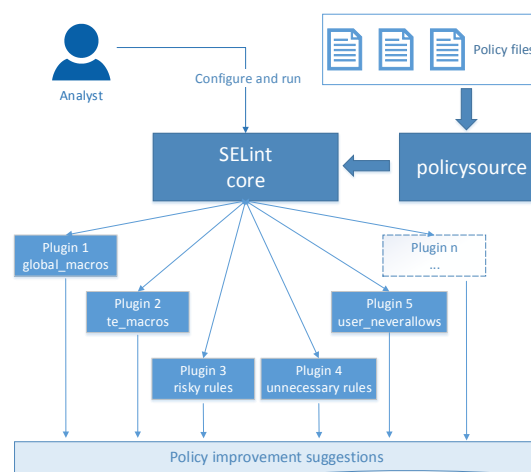 Policy files
Analyst
Configure and run
SELint
core
policysource
Plugin 1
global_macros
Plugin n
...
Plugin 2
te_macros
Plugin 5
user_neverallows
Plugin 3
risky rules
Plugin 4
unnecessary rules
Policy improvement suggestions